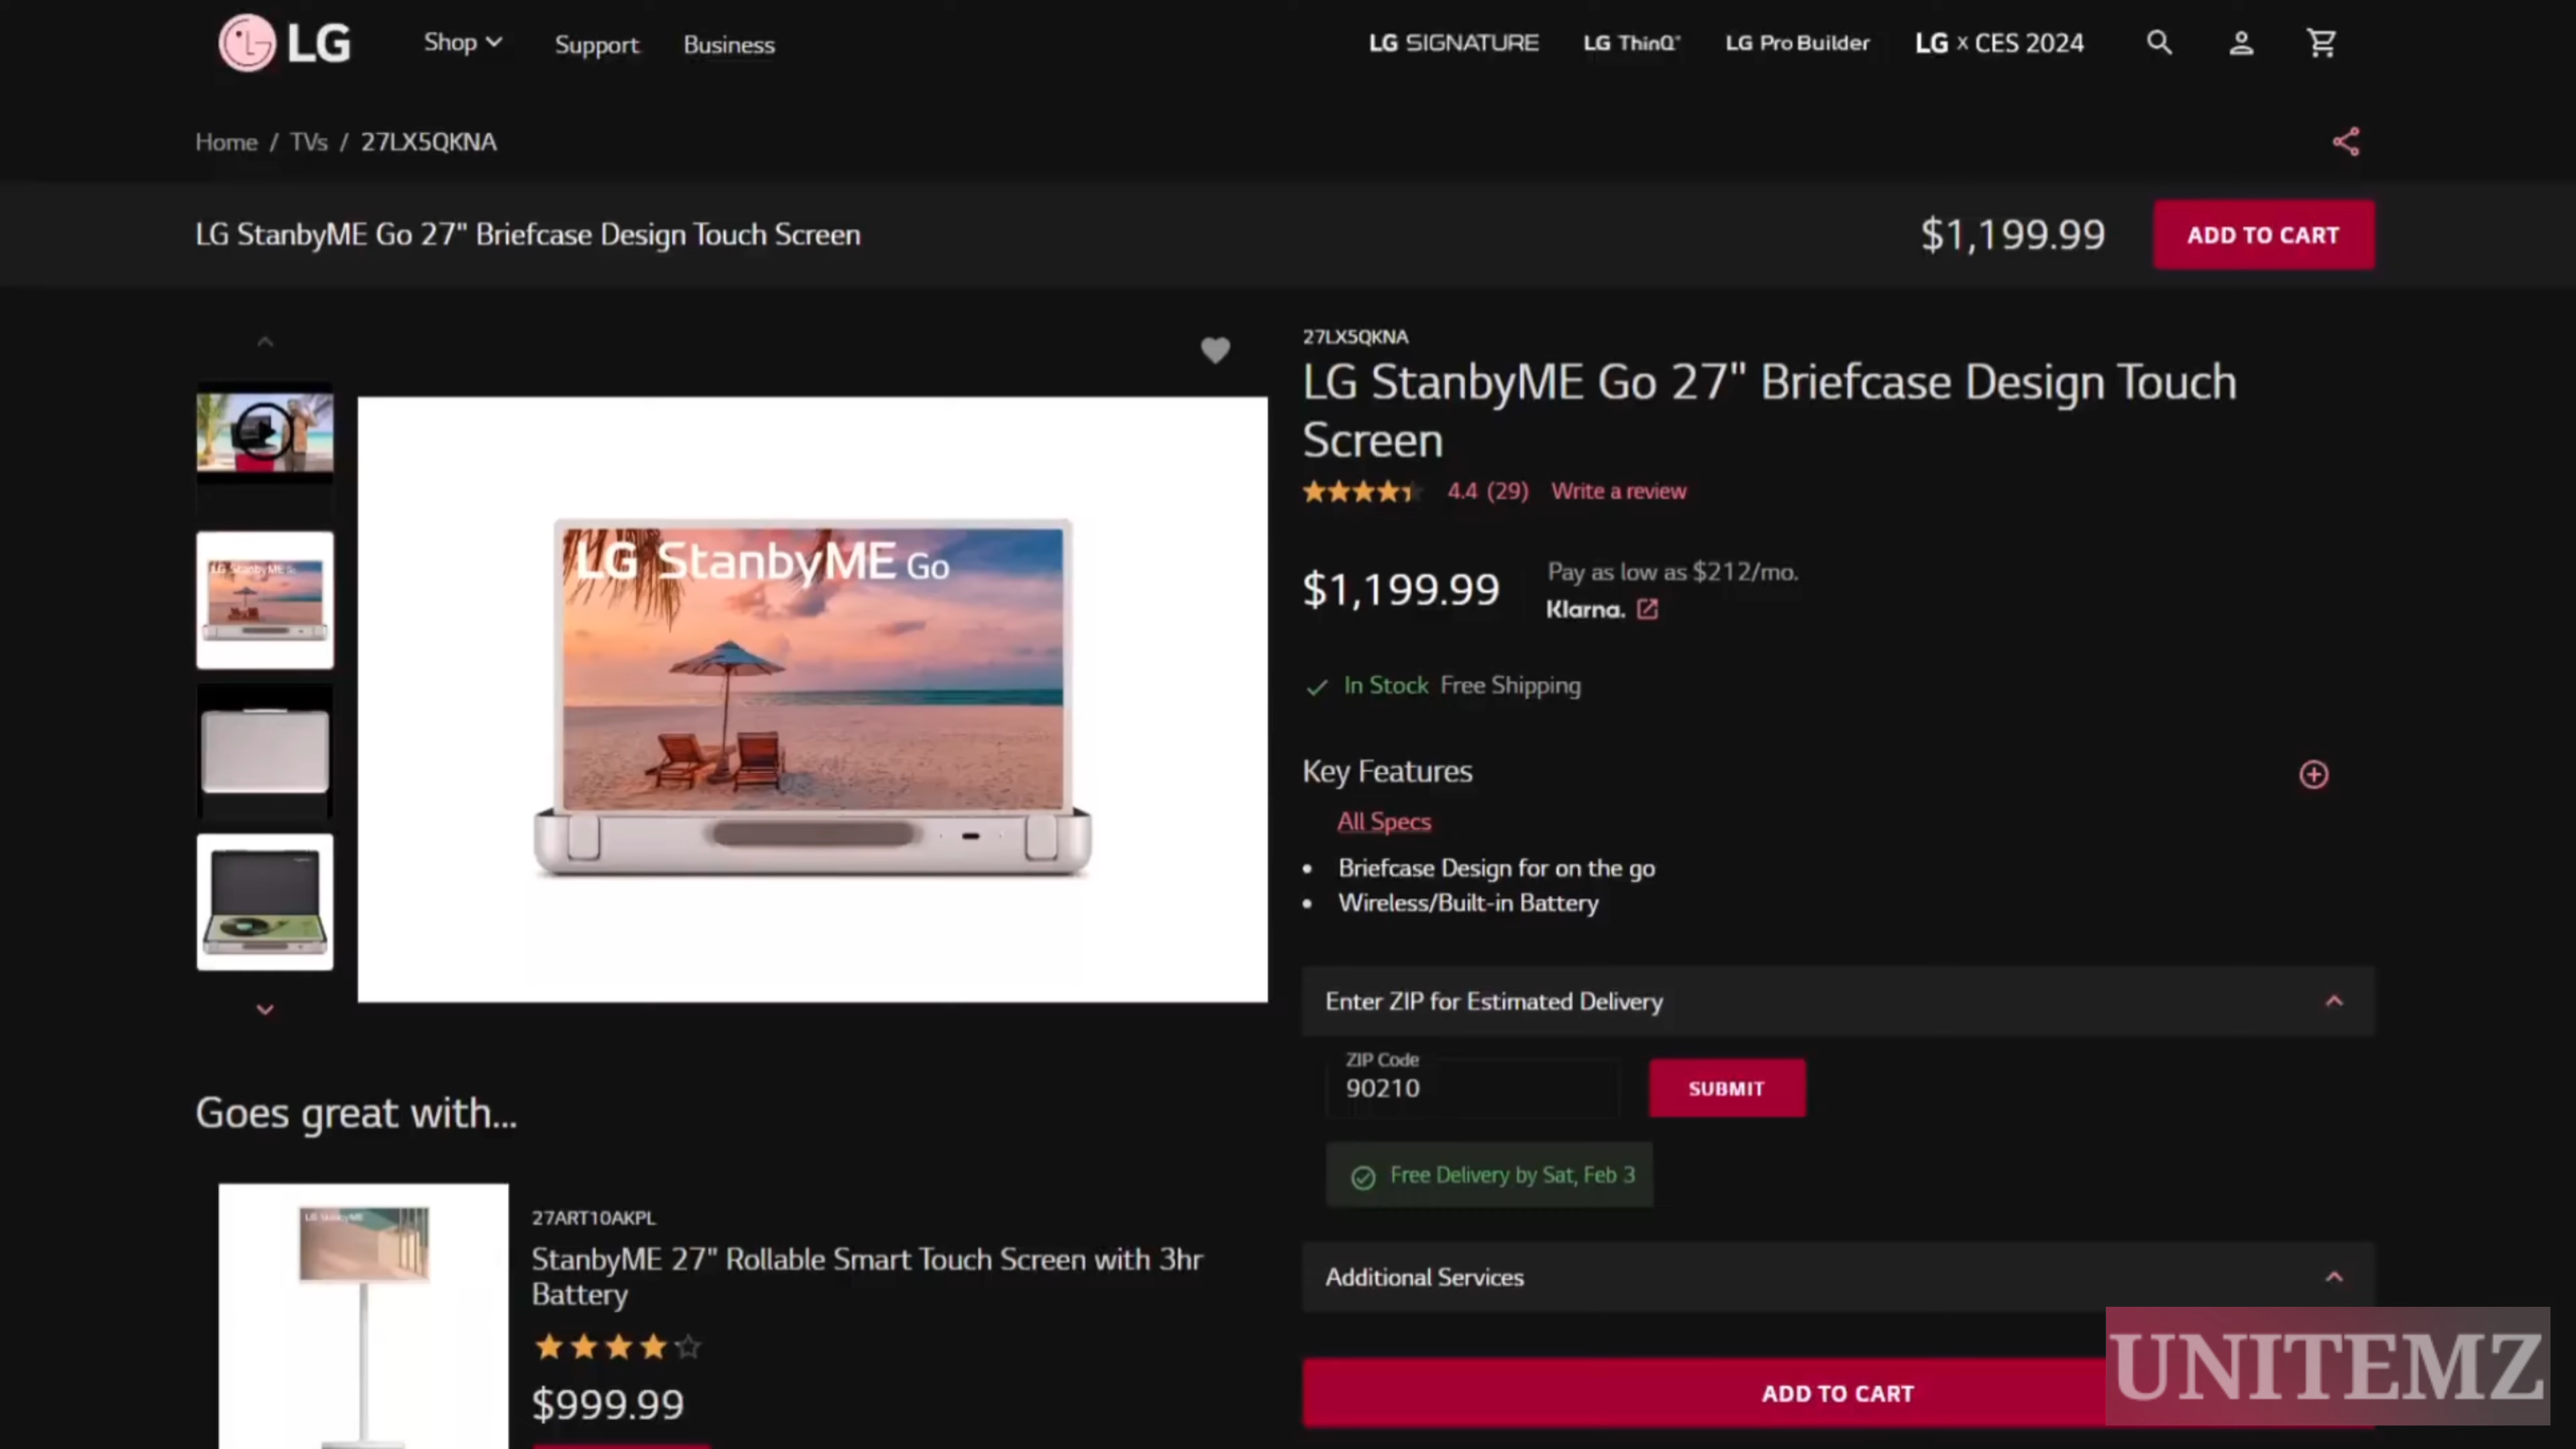 LG
Shop
Support
Business
LG SIGNATURE
LG ThinQ
LG Pro Builder
LG x CES 2024
Home / TVs / 27LX5QKNA
LG StanbyME Go 27" Briefcase Design Touch Screen
$1,199.99
ADD TO CART
27LX5QKNA
LG StanbyME Go 27" Briefcase Design Touch
Screen
4.4 (29) Write a review
LG StanbyME Go
$1,199.99
Pay as low as $212/mo.
Klarna.
In Stock Free Shipping
Key Features
All Specs
• Briefcase Design for on the go
• Wireless/Built-in Battery
Enter ZIP for Estimated Delivery
ZIP Code
90210
SUBMIT
Free Delivery by Sat, Feb 3
Additional Services
ADD TO CART
Goes great with...
LG StanbyME
27ART10AKPL
StanbyME 27" Rollable Smart Touch Screen with 3hr
Battery
$999.99
UNITEMZ